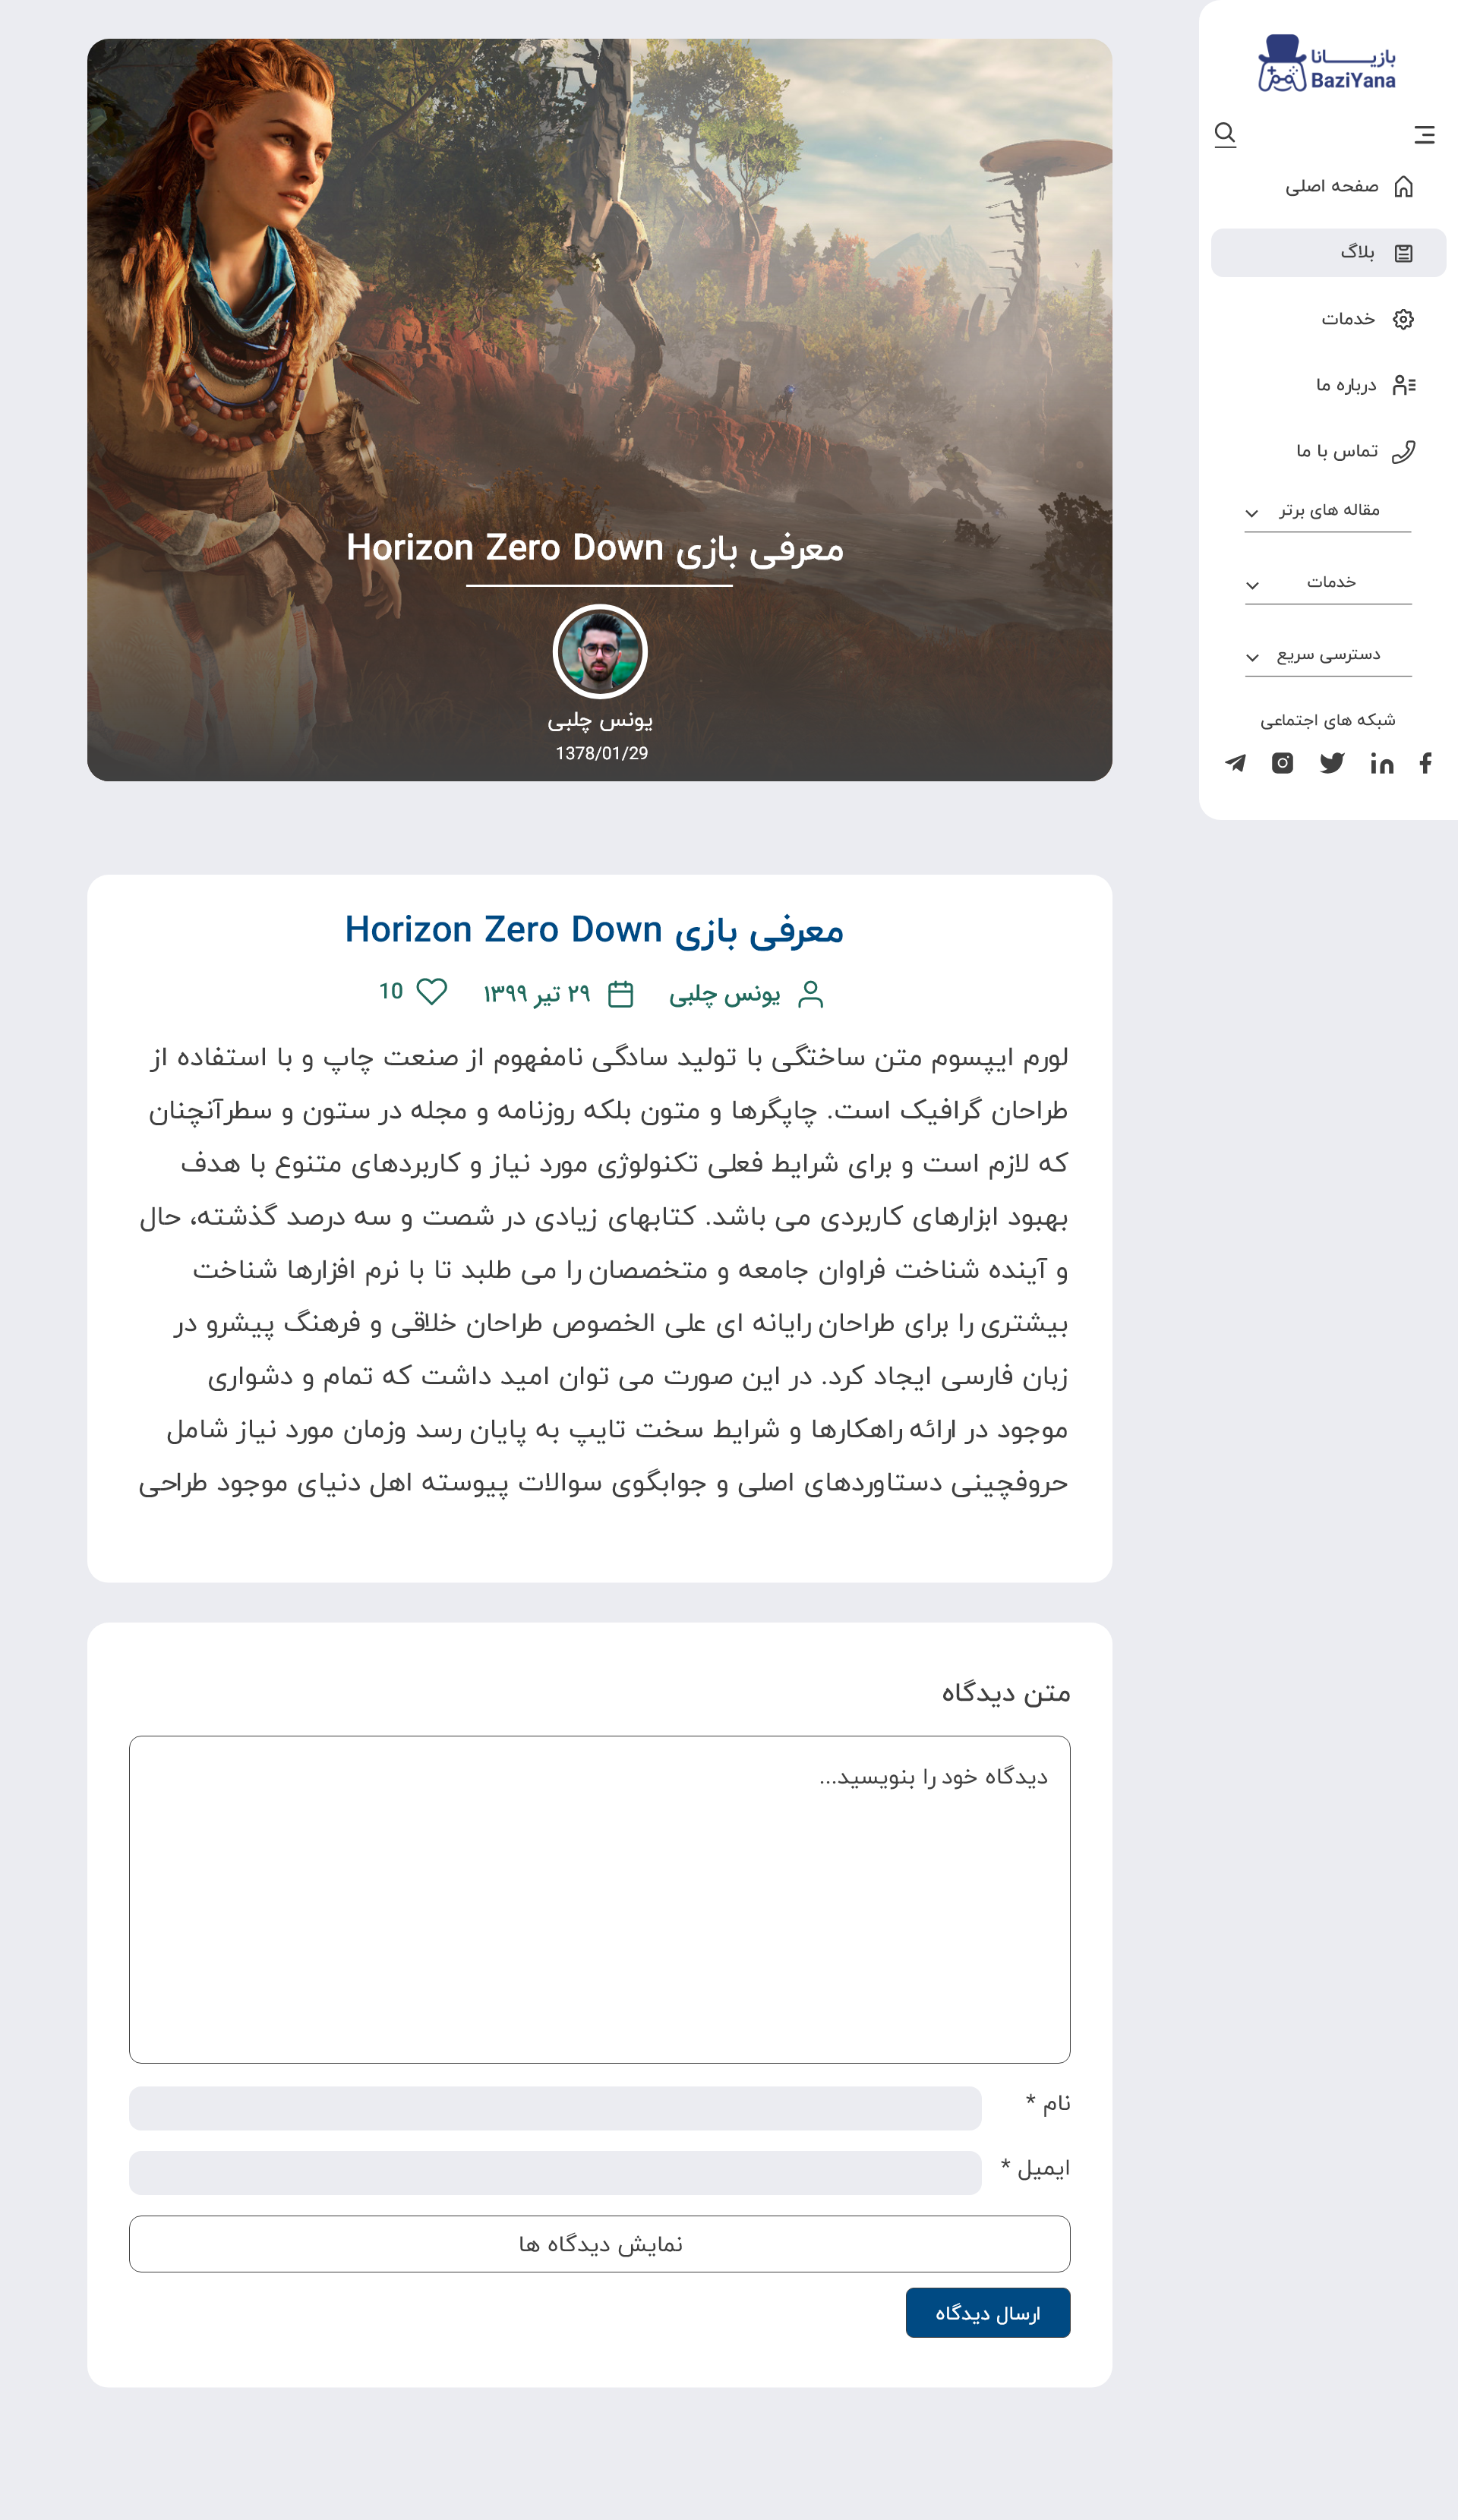 بازیـــانا
BaziYana
صفحه اصلی
بلاگ
خدمات
درباره ما
تماس با ما
مقاله های برتر
خدمات
دسترسی سریع
شبکه های اجتماعی
معرفی بازی Horizon Zero Down
یونس چلبی
1378/01/29
معرفی بازی Horizon Zero Down
یونس چلبی ۲۹ تیر ۱۳۹۹ 10
لورم ایپسوم متن ساختگی با تولید سادگی نامفهوم از صنعت چاپ و با استفاده از
طراحان گرافیک است. چاپگرها و متون بلکه روزنامه و مجله در ستون و سطرآنچنان
که لازم است و برای شرایط فعلی تکنولوژی مورد نیاز و کاربردهای متنوع با هدف
بهبود ابزارهای کاربردی می باشد. کتابهای زیادی در شصت و سه درصد گذشته، حال
و آینده شناخت فراوان جامعه و متخصصان را می طلبد تا با نرم افزارها شناخت
بیشتری را برای طراحان رایانه ای علی الخصوص طراحان خلاقی و فرهنگ پیشرو در
زبان فارسی ایجاد کرد. در این صورت می توان امید داشت که تمام و دشواری
موجود در ارائه راهکارها و شرایط سخت تایپ به پایان رسد وزمان مورد نیاز شامل
حروفچینی دستاوردهای اصلی و جوابگوی سوالات پیوسته اهل دنیای موجود طراحی
متن دیدگاه
دیدگاه خود را بنویسید...
نام *
ایمیل *
نمایش دیدگاه ها
ارسال دیدگاه